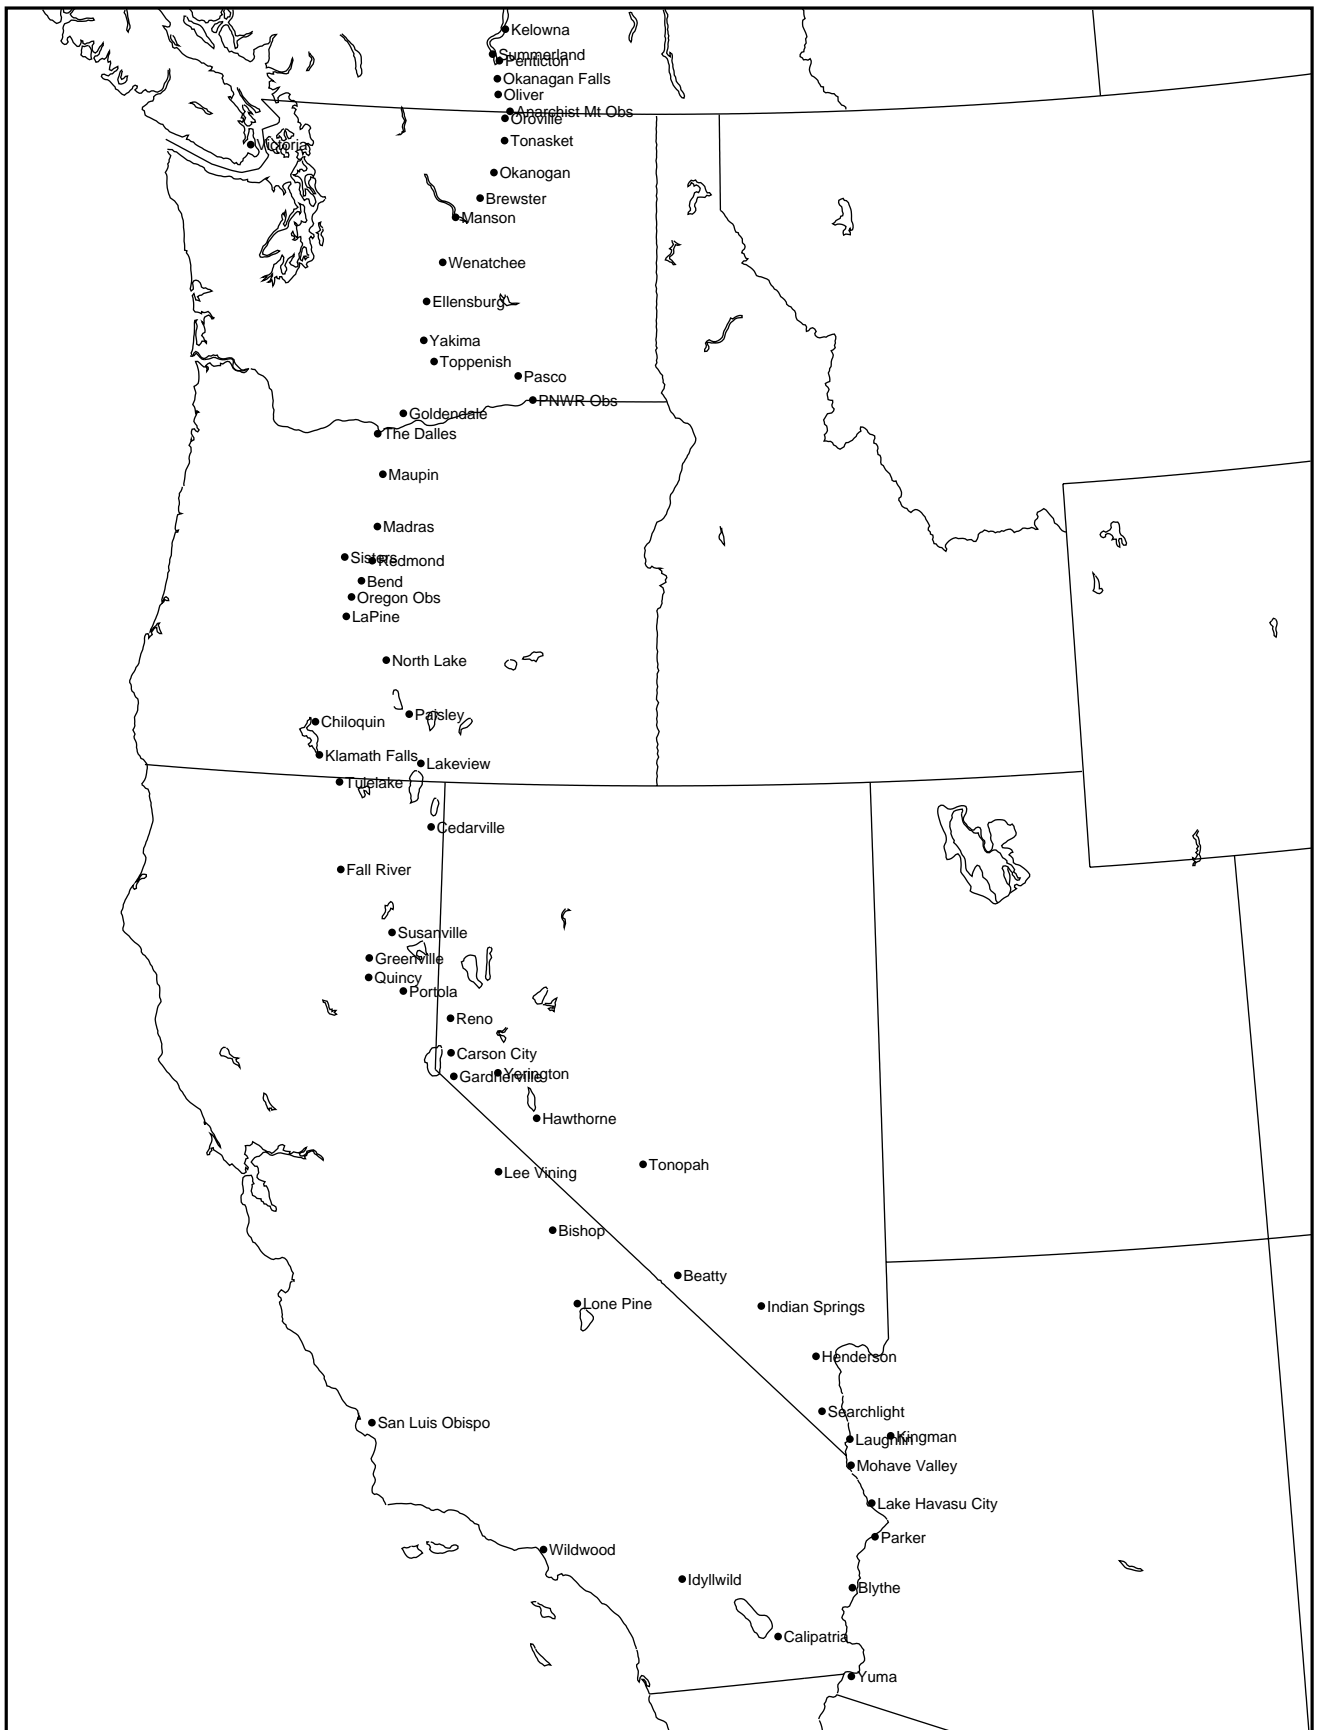 Kelowna
Summerland
Penticton
Okanagan Falls
Oliver
Anarchist Mt Obs
Oroville
Tonasket
Victoria
Okanogan
Brewster
Manson
Wenatchee
Ellensburg
Yakima
Toppenish
Pasco
PNWR Obs
Goldendale
The Dalles
Maupin
Madras
Sisters
Redmond
Bend
Oregon Obs
LaPine
North Lake
Paisley
Chiloquin
Klamath Falls
Lakeview
Tulelake
Cedarville
Fall River
Susanville
Greenville
Quincy
Portola
Reno
Carson City
Yerington
Gardnerville
Hawthorne
Tonopah
Lee Vining
Bishop
Beatty
Lone Pine
Indian Springs
Henderson
Searchlight
San Luis Obispo
Kingman
Laughlin
Mohave Valley
Lake Havasu City
Parker
Wildwood
Idyllwild
Blythe
Calipatria
Yuma